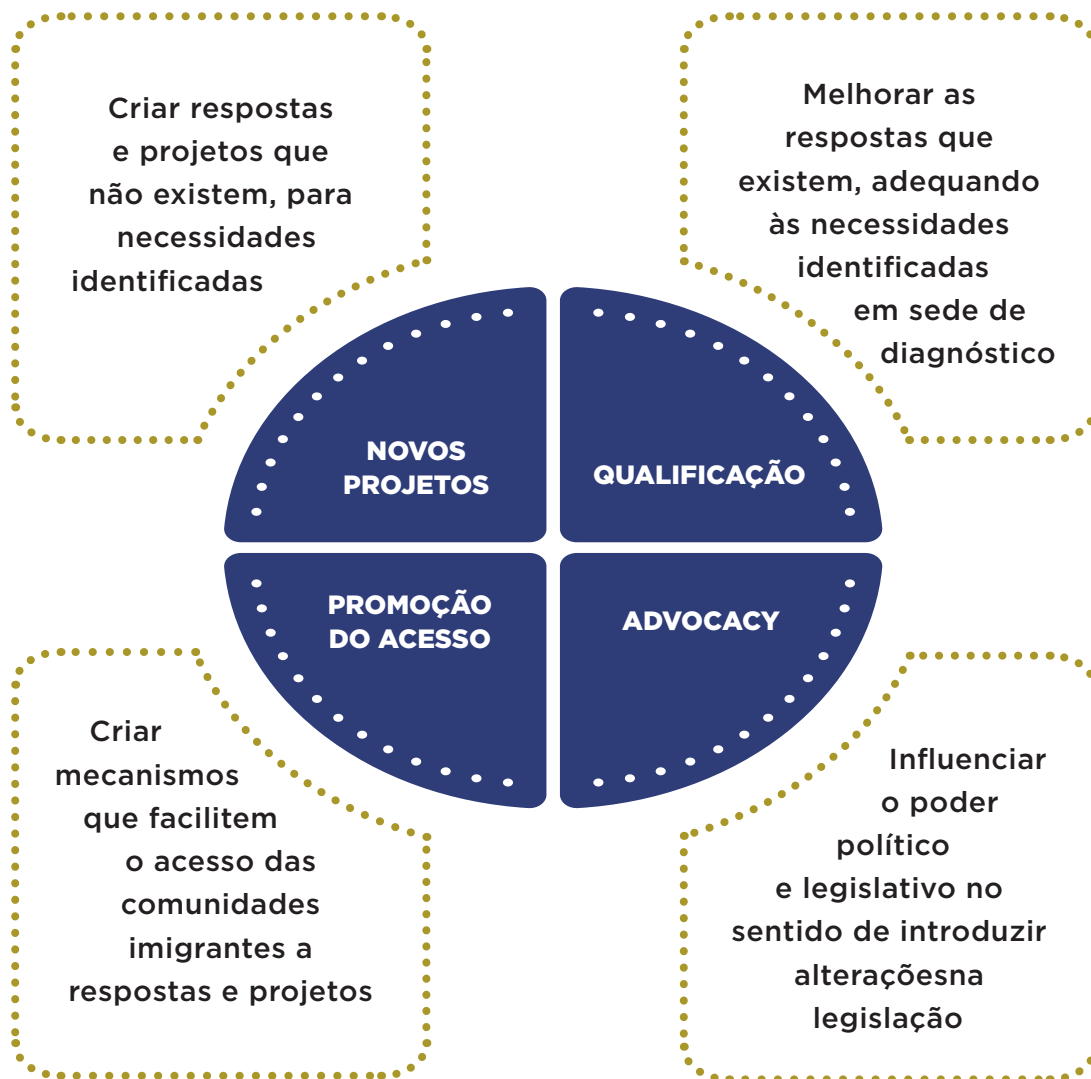 Criar respostas
e projetos que
não existem, para
necessidades
identificadas
Melhorar as
respostas que
existem, adequando
às necessidades
identificadas
em sede de
diagnóstico
NOVOS
PROJETOS
QUALIFICAÇÃO
PROMOÇÃO
DO ACESSO
ADVOCACY
Criar
mecanismos
que facilitem
o acesso das
comunidades
imigrantes a
respostas e projetos
Influenciar
o poder
político
e legislativo no
sentido de introduzir
alteraçõesna
legislação